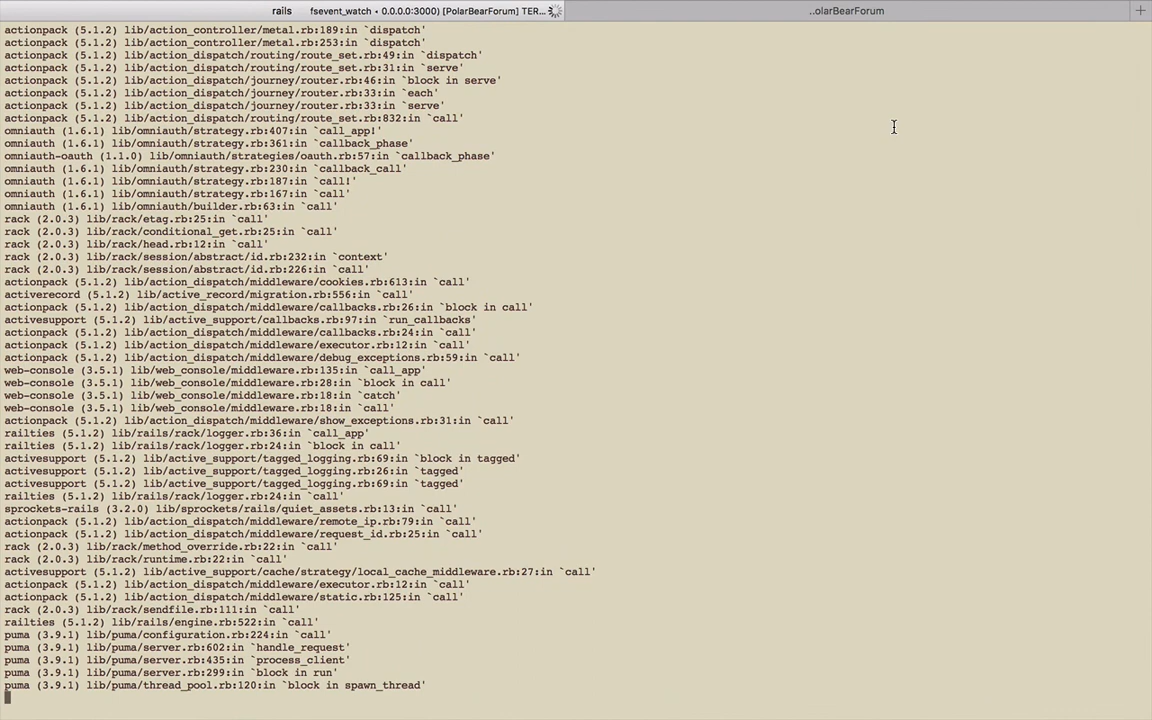 rails fsevent_watch • 0.0.0.0:3000) [PolarBearForum] TER... ..olarBearForum
actionpack (5.1.2) lib/action_controller/metal.rb:189:in `dispatch'
actionpack (5.1.2) lib/action_controller/metal.rb:253:in `dispatch'
actionpack (5.1.2) lib/action_dispatch/routing/route_set.rb:49:in `dispatch'
actionpack (5.1.2) lib/action_dispatch/routing/route_set.rb:31:in `serve'
actionpack (5.1.2) lib/action_dispatch/journey/router.rb:46:in `block in serve'
actionpack (5.1.2) lib/action_dispatch/journey/router.rb:33:in `each'
actionpack (5.1.2) lib/action_dispatch/journey/router.rb:33:in `serve'
actionpack (5.1.2) lib/action_dispatch/routing/route_set.rb:832:in `call'
omniauth (1.6.1) lib/omniauth/strategy.rb:407:in `call_app!'
omniauth (1.6.1) lib/omniauth/strategy.rb:361:in `callback_phase'
omniauth-oauth (1.1.0) lib/omniauth/strategies/oauth.rb:57:in `callback_phase'
omniauth (1.6.1) lib/omniauth/strategy.rb:230:in `callback_call'
omniauth (1.6.1) lib/omniauth/strategy.rb:187:in `call!'
omniauth (1.6.1) lib/omniauth/strategy.rb:167:in `call'
omniauth (1.6.1) lib/omniauth/builder.rb:63:in `call'
rack (2.0.3) lib/rack/etag.rb:25:in `call'
rack (2.0.3) lib/rack/conditional_get.rb:25:in `call'
rack (2.0.3) lib/rack/head.rb:12:in `call'
rack (2.0.3) lib/rack/session/abstract/id.rb:232:in `context'
rack (2.0.3) lib/rack/session/abstract/id.rb:226:in `call'
actionpack (5.1.2) lib/action_dispatch/middleware/cookies.rb:613:in `call'
activerecord (5.1.2) lib/active_record/migration.rb:556:in `call'
actionpack (5.1.2) lib/action_dispatch/middleware/callbacks.rb:26:in `block in call'
activesupport (5.1.2) lib/active_support/callbacks.rb:97:in `run_callbacks'
actionpack (5.1.2) lib/action_dispatch/middleware/callbacks.rb:24:in `call'
actionpack (5.1.2) lib/action_dispatch/middleware/executor.rb:12:in `call'
actionpack (5.1.2) lib/action_dispatch/middleware/debug_exceptions.rb:59:in `call'
web-console (3.5.1) lib/web_console/middleware.rb:135:in `call_app'
web-console (3.5.1) lib/web_console/middleware.rb:28:in `block in call'
web-console (3.5.1) lib/web_console/middleware.rb:18:in `catch'
web-console (3.5.1) lib/web_console/middleware.rb:18:in `call'
actionpack (5.1.2) lib/action_dispatch/middleware/show_exceptions.rb:31:in `call'
railties (5.1.2) lib/rails/rack/logger.rb:36:in `call_app'
railties (5.1.2) lib/rails/rack/logger.rb:24:in `block in call'
activesupport (5.1.2) lib/active_support/tagged_logging.rb:69:in `block in tagged'
activesupport (5.1.2) lib/active_support/tagged_logging.rb:26:in `tagged'
activesupport (5.1.2) lib/active_support/tagged_logging.rb:69:in `tagged'
railties (5.1.2) lib/rails/rack/logger.rb:24:in `call'
sprockets-rails (3.2.0) lib/sprockets/rails/quiet_assets.rb:13:in `call'
actionpack (5.1.2) lib/action_dispatch/middleware/remote_ip.rb:79:in `call'
actionpack (5.1.2) lib/action_dispatch/middleware/request_id.rb:25:in `call'
rack (2.0.3) lib/rack/method_override.rb:22:in `call'
rack (2.0.3) lib/rack/runtime.rb:22:in `call'
activesupport (5.1.2) lib/active_support/cache/strategy/local_cache_middleware.rb:27:in `call'
actionpack (5.1.2) lib/action_dispatch/middleware/executor.rb:12:in `call'
actionpack (5.1.2) lib/action_dispatch/middleware/static.rb:125:in `call'
rack (2.0.3) lib/rack/sendfile.rb:111:in `call'
railties (5.1.2) lib/rails/engine.rb:522:in `call'
puma (3.9.1) lib/puma/configuration.rb:224:in `call'
puma (3.9.1) lib/puma/server.rb:602:in `handle_request'
puma (3.9.1) lib/puma/server.rb:435:in `process_client'
puma (3.9.1) lib/puma/server.rb:299:in `block in run'
puma (3.9.1) lib/puma/thread_pool.rb:120:in `block in spawn_thread'